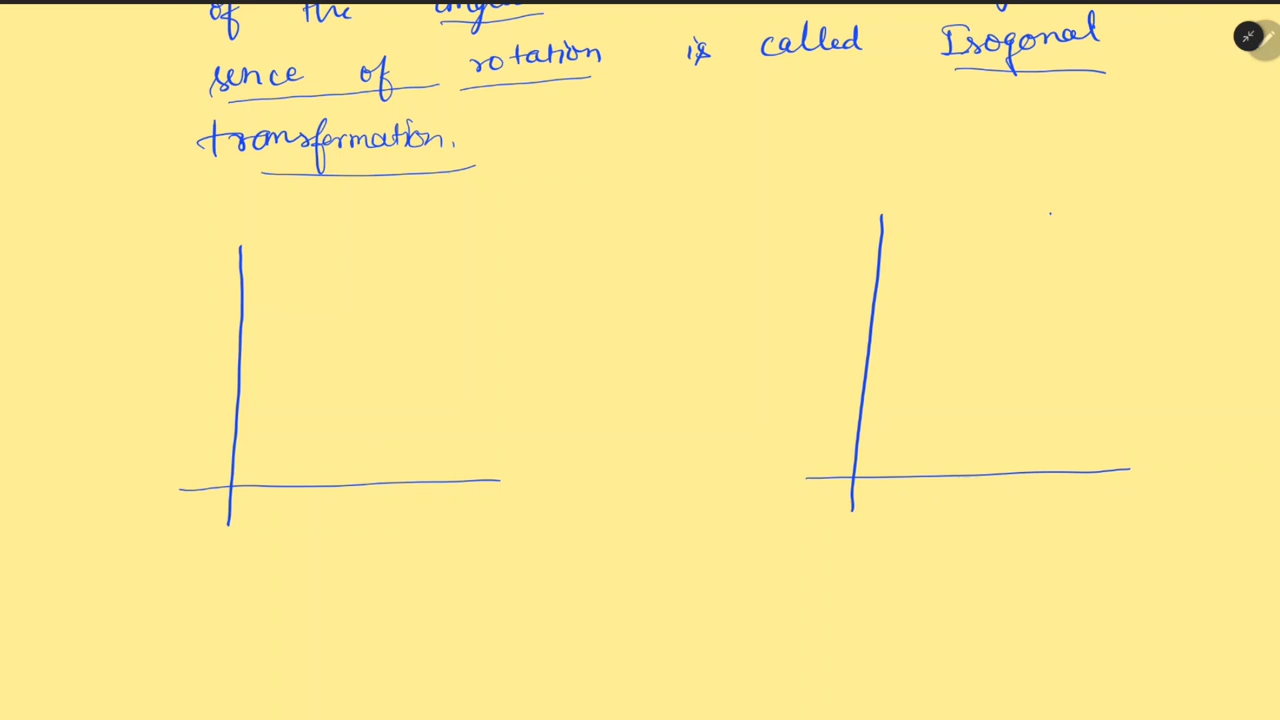 of the
is called Isogonal
sence of rotation
transformation.